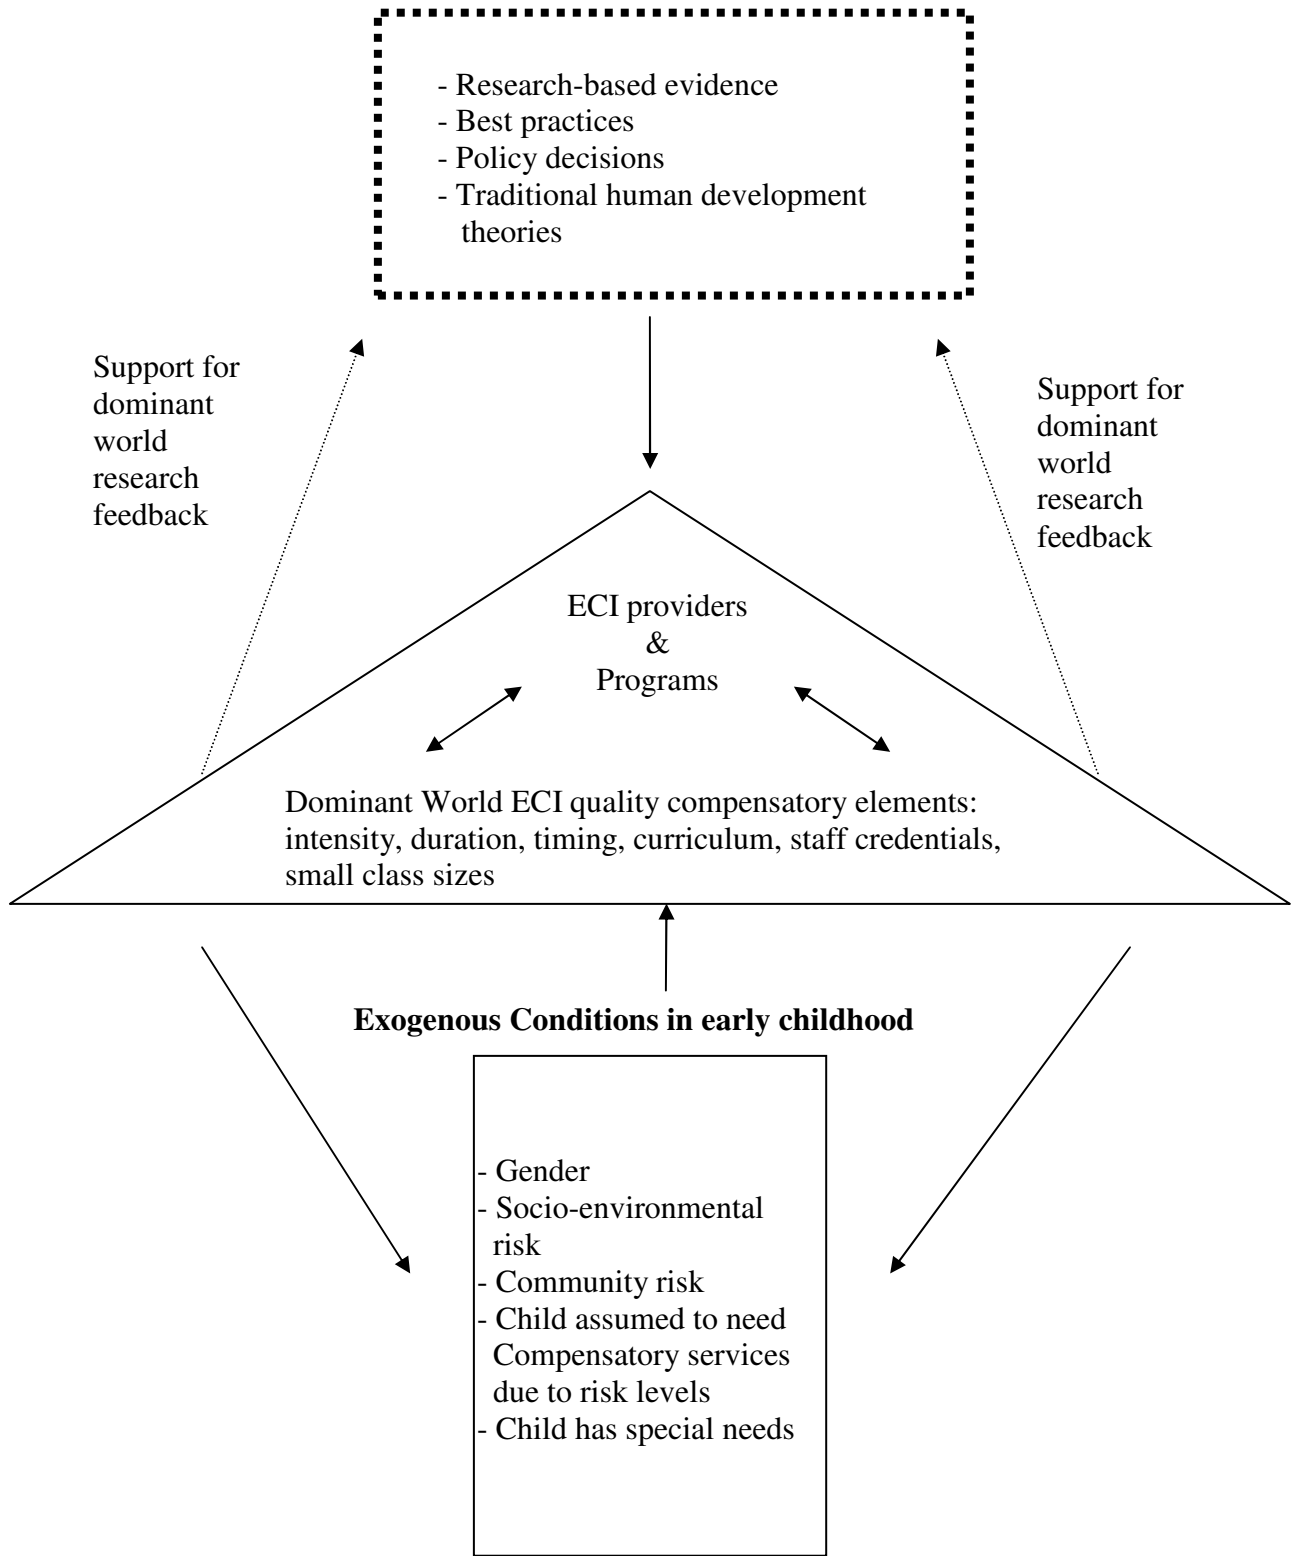 - Research-based evidence
- Best practices
- Policy decisions
- Traditional human development
theories
Support for
dominant
world
research
feedback
Support for
dominant
world
research
feedback
ECI providers
&
Programs
Dominant World ECI quality compensatory elements:
intensity, duration, timing, curriculum, staff credentials,
small class sizes
Exogenous Conditions in early childhood
- Gender
- Socio-environmental
risk
- Community risk
- Child assumed to need
Compensatory services
due to risk levels
- Child has special needs